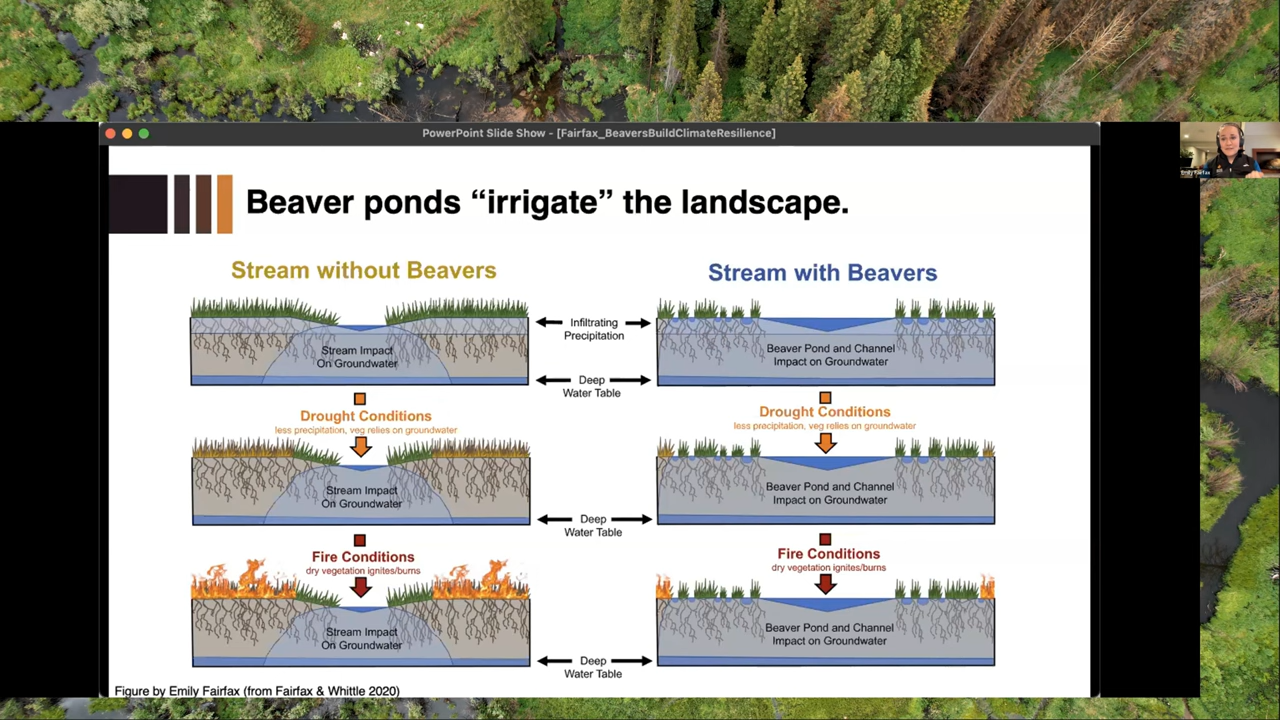 PowerPoint Slide Show - [Fairfax_BeaversBuildClimateResilience]
Emily Fairfax
Beaver ponds “irrigate” the landscape.
Stream without Beavers
Stream with Beavers
Infiltrating
Precipitation
Stream Impact
On Groundwater
Beaver Pond and Channel
Impact on Groundwater
Deep
Water Table
Drought Conditions
less precipitation, veg relies on groundwater
Drought Conditions
less precipitation, veg relies on groundwater
Stream Impact
On Groundwater
Beaver Pond and Channel
Impact on Groundwater
Deep
Water Table
Fire Conditions
dry vegetation ignites/burns
Fire Conditions
dry vegetation ignites/burns
Stream Impact
On Groundwater
Beaver Pond and Channel
Impact on Groundwater
Deep
Water Table
Figure by Emily Fairfax (from Fairfax & Whittle 2020)